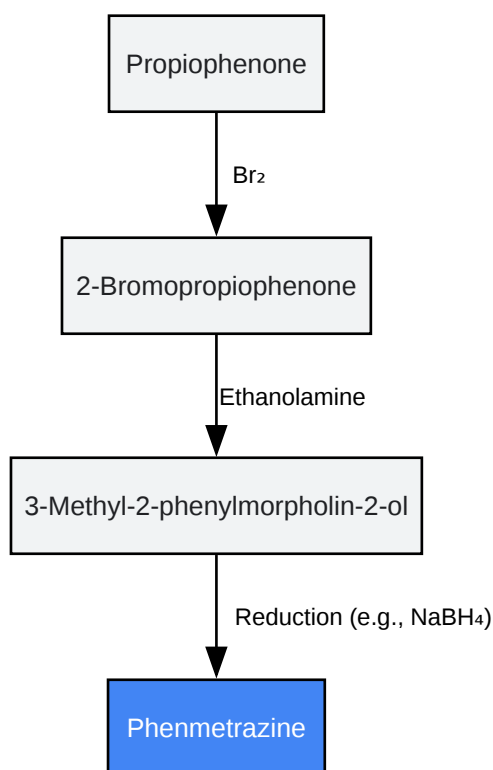 Propiophenone
Br₂
2-Bromopropiophenone
Ethanolamine
3-Methyl-2-phenylmorpholin-2-ol
Reduction (e.g., NaBH₄)
Phenmetrazine